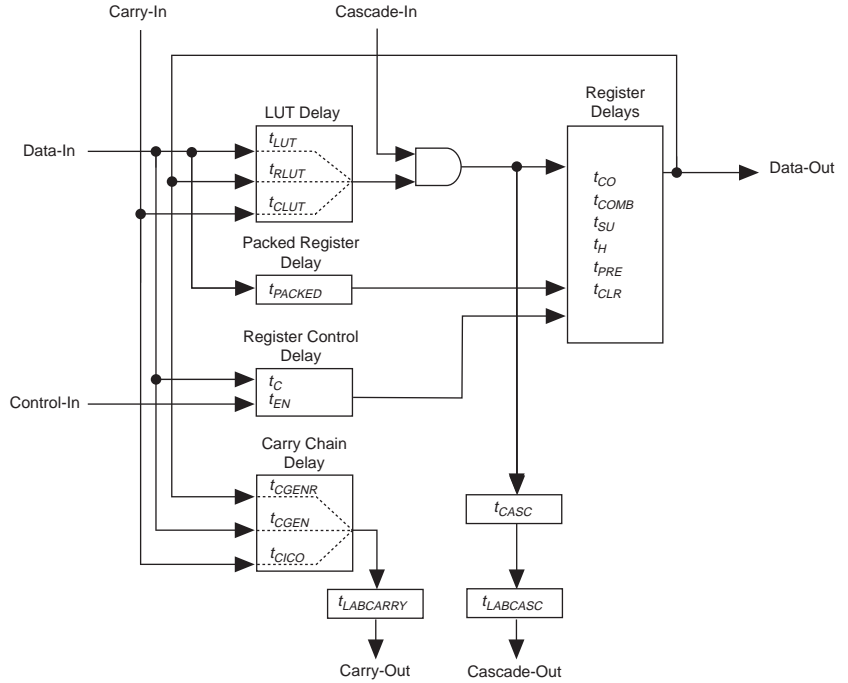 Carry-In
Cascade-In
LUT Delay
Register
Delays
Data-In
tLUT
tRLUT
tCLUT
Data-Out
tCO
tCOMB
tSU
tH
tPRE
tCLR
Packed Register
Delay
tPACKED
Register Control
Delay
tC
tEN
Control-In
Carry Chain
Delay
tCGENR
tCGEN
tCICO
tCASC
tLABCARRY
tLABCASC
Carry-Out
Cascade-Out